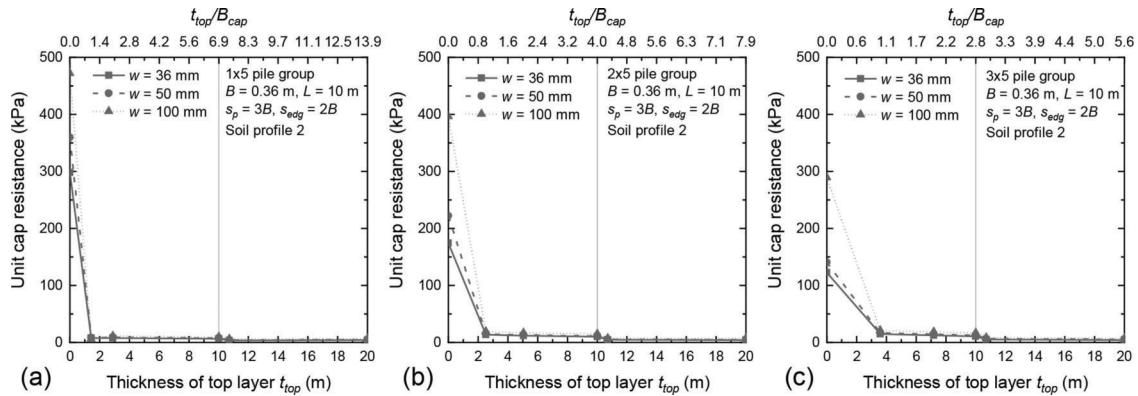 t_top/B_cap
0.0 1.4 2.8 4.2 5.6 6.9 8.3 9.7 11.1 12.5 13.9
500
400
300
200
100
0
Unit cap resistance (kPa)
w = 36 mm
w = 50 mm
w = 100 mm
1x5 pile group
B = 0.36 m, L = 10 m
s_p = 3B, s_edg = 2B
Soil profile 2
0 2 4 6 8 10 12 14 16 18 20
(a) Thickness of top layer t_top (m)
t_top/B_cap
0.0 0.8 1.6 2.4 3.2 4.0 4.8 5.6 6.3 7.1 7.9
500
400
300
200
100
0
Unit cap resistance (kPa)
w = 36 mm
w = 50 mm
w = 100 mm
2x5 pile group
B = 0.36 m, L = 10 m
s_p = 3B, s_edg = 2B
Soil profile 2
0 2 4 6 8 10 12 14 16 18 20
(b) Thickness of top layer t_top (m)
t_top/B_cap
0.0 0.6 1.1 1.7 2.2 2.8 3.4 3.9 4.5 5.0 5.6
500
400
300
200
100
0
Unit cap resistance (kPa)
w = 36 mm
w = 50 mm
w = 100 mm
3x5 pile group
B = 0.36 m, L = 10 m
s_p = 3B, s_edg = 2B
Soil profile 2
0 2 4 6 8 10 12 14 16 18 20
(c) Thickness of top layer t_top (m)